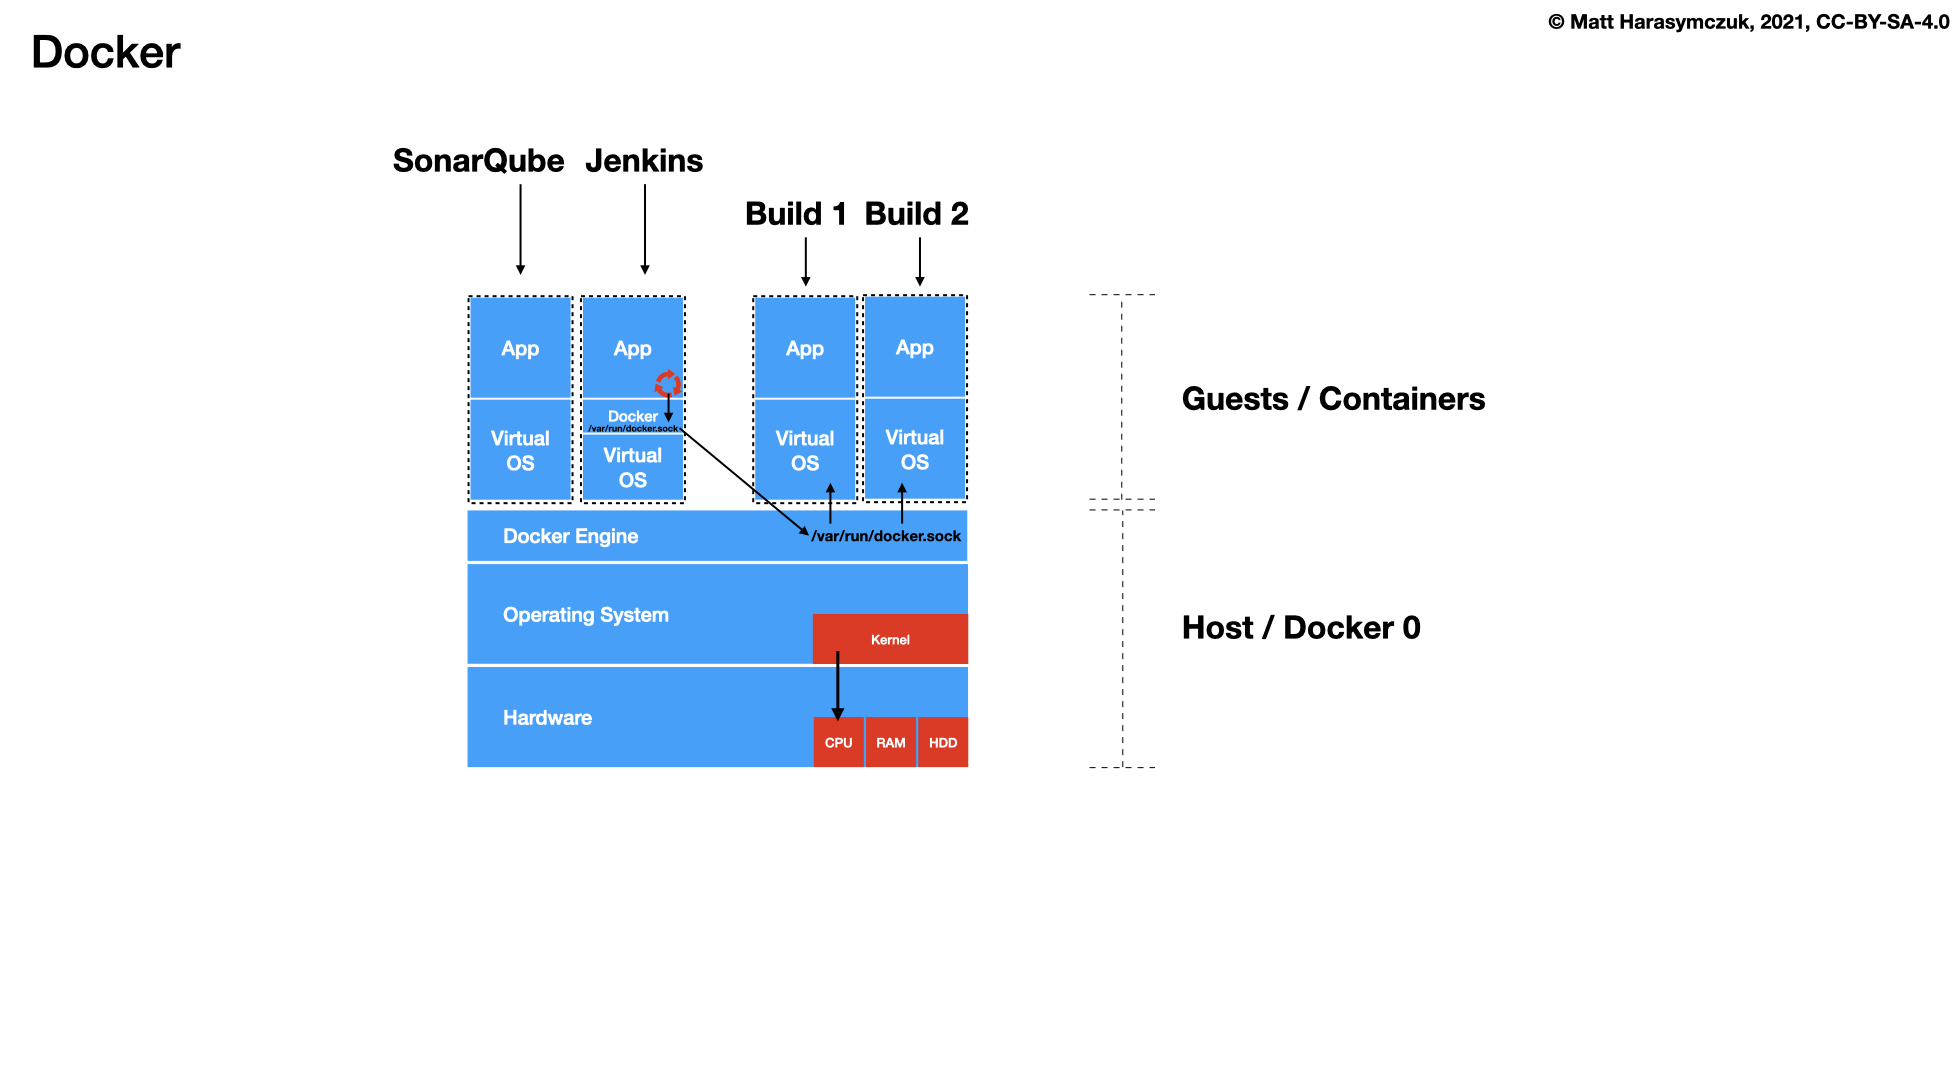 © Matt Harasymczuk, 2021, CC-BY-SA-4.0
Docker
SonarQube Jenkins
Build 1 Build 2
App
App
App
App
Docker
/var/run/docker.sock
Virtual
OS
Virtual
OS
Virtual
OS
Virtual
OS
Guests / Containers
Docker Engine
/var/run/docker.sock
Operating System
Kernel
Host / Docker 0
Hardware
CPU
RAM
HDD